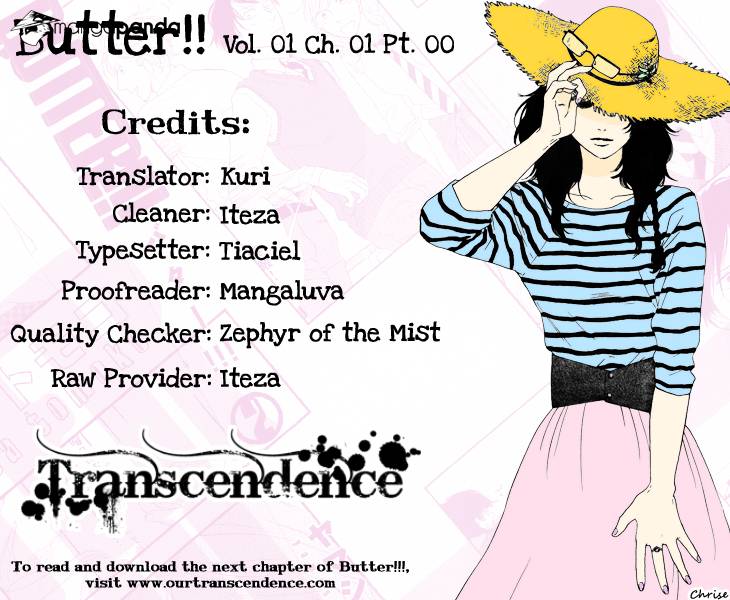 mangapanda
Butter!! Vol. 01 Ch. 01 Pt. 00
Credits:
Translator: Kuri
Cleaner: Iteza
Typesetter: Tiaciel
Proofreader: Mangaluva
Quality Checker: Zephyr of the Mist
Raw Provider: Iteza
Transcendence
To read and download the next chapter of Butter!!!,
visit www.ourtranscendence.com
Chrise